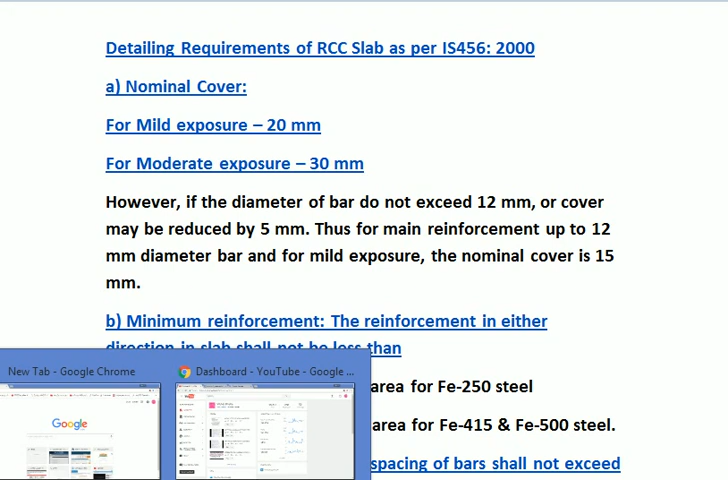 Detailing Requirements of RCC Slab as per IS456: 2000
a) Nominal Cover:
For Mild exposure – 20 mm
For Moderate exposure – 30 mm
However, if the diameter of bar do not exceed 12 mm, or cover
may be reduced by 5 mm. Thus for main reinforcement up to 12
mm diameter bar and for mild exposure, the nominal cover is 15
mm.
b) Minimum reinforcement: The reinforcement in either
direction in slab shall not be less than
area for Fe-250 steel
area for Fe-415 & Fe-500 steel.
spacing of bars shall not exceed
New Tab - Google Chrome
Dashboard - YouTube - Google ...
Google